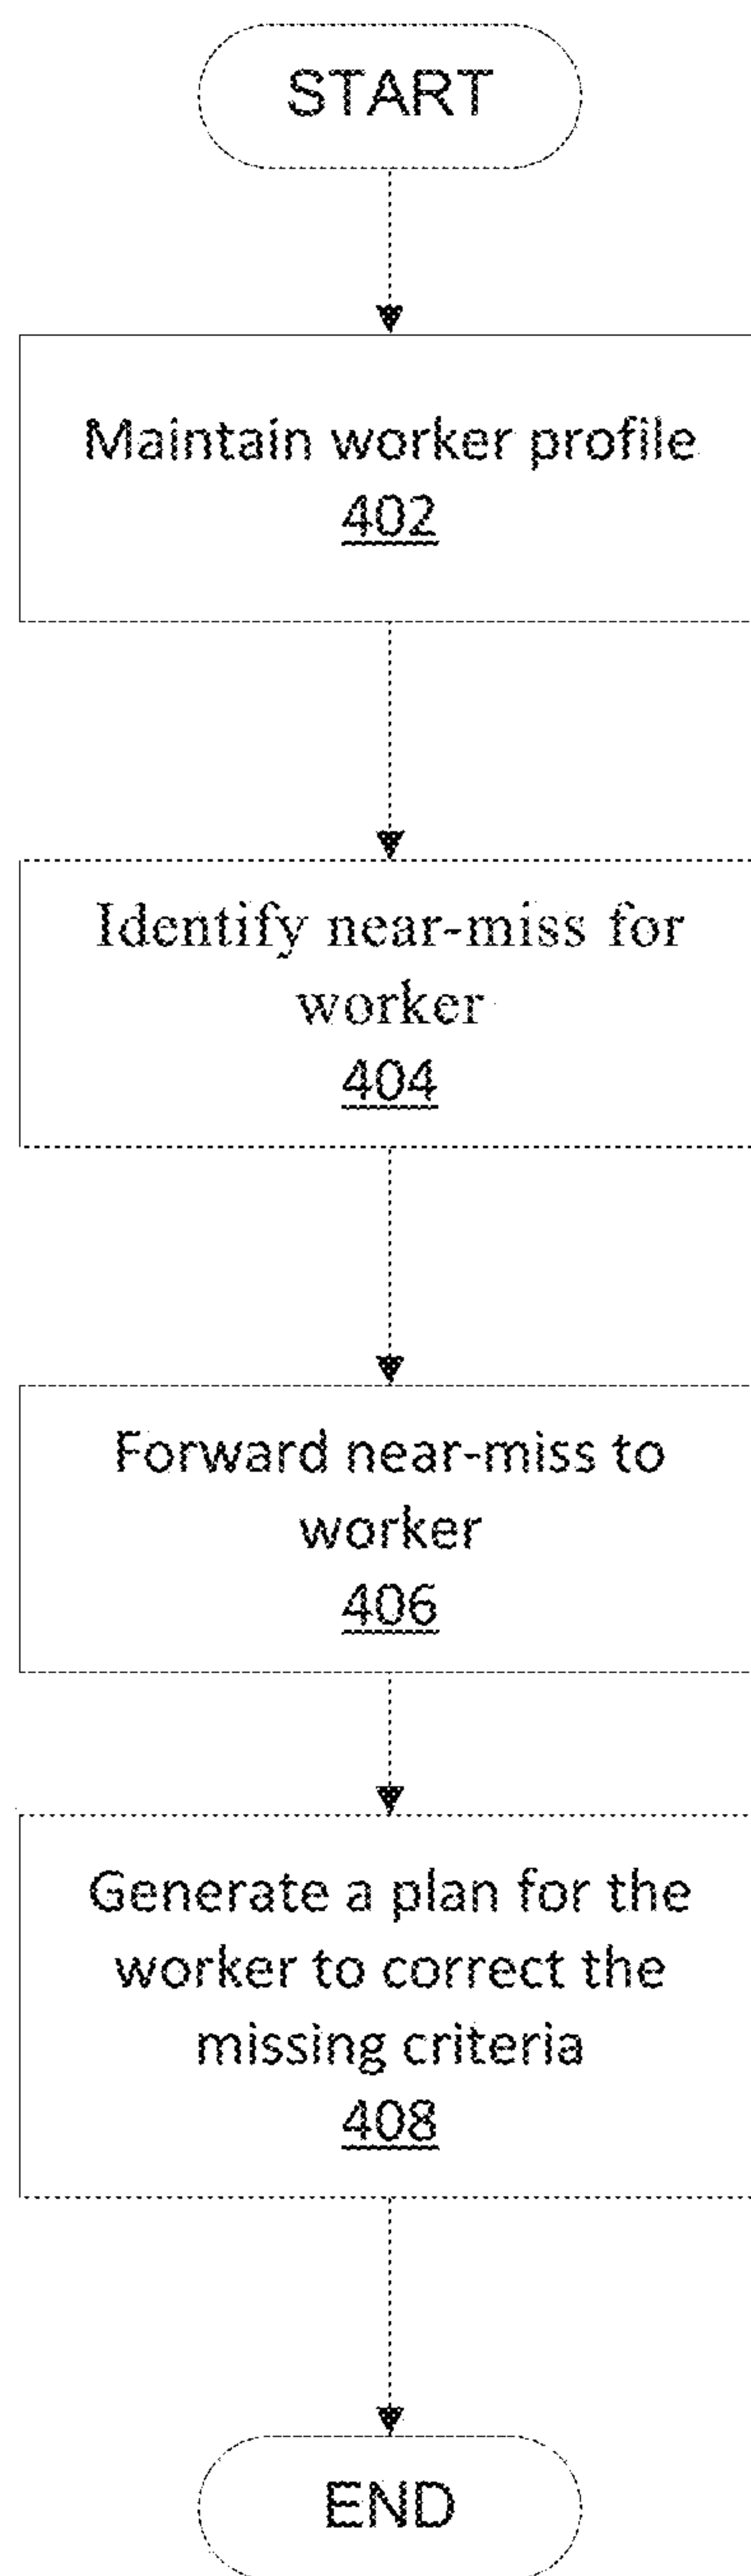 START
Maintain worker profile
402
Identify near-miss for
worker
404
Forward near-miss to
worker
406
Generate a plan for the
worker to correct the
missing criteria
408
END